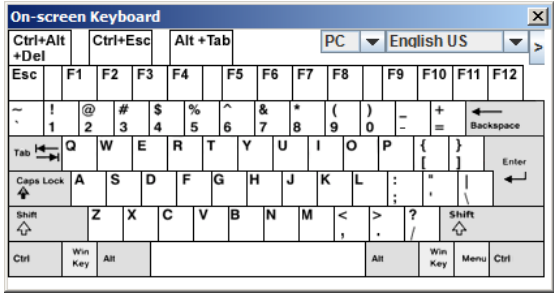 On-screen Keyboard
Ctrl+Alt +Del Ctrl+Esc Alt +Tab PC English US >
Esc F1 F2 F3 F4 F5 F6 F7 F8 F9 F10 F11 F12
~ ! @ # $ % ^ & * ( ) _ +
` 1 2 3 4 5 6 7 8 9 0 - = Backspace
Tab Q W E R T Y U I O P { }
[ ] Enter
Caps Lock A S D F G H J K L : " |
; ' \
Shift Z X C V B N M < > ? Shift
, . /
Ctrl Win Key Alt Alt Win Key Menu Ctrl